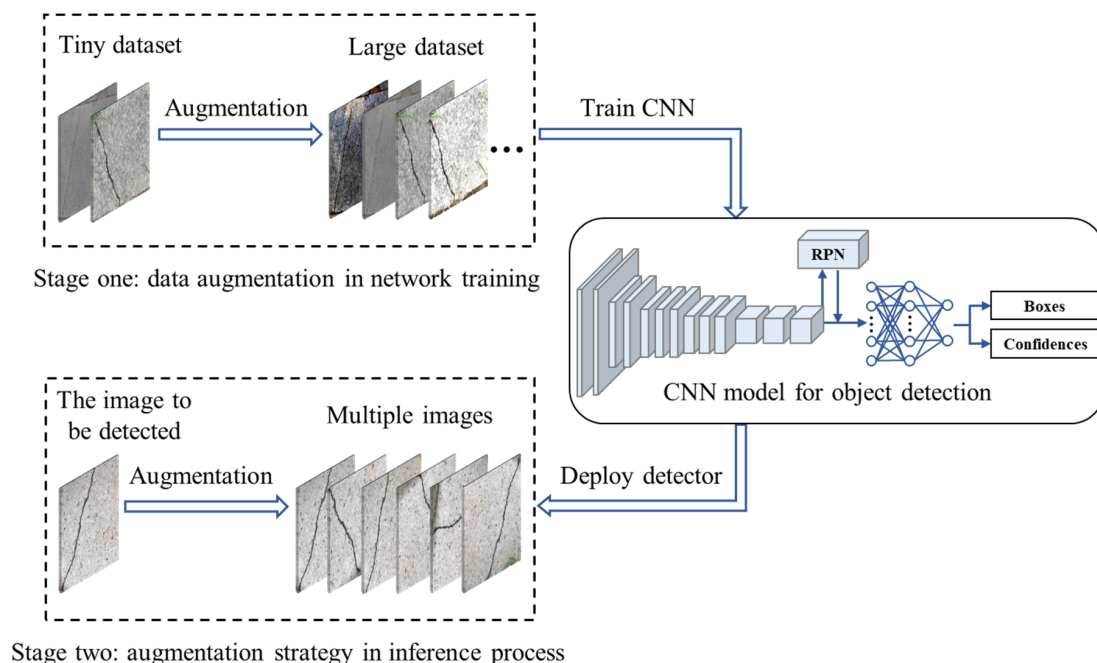 Tiny dataset
Large dataset
Augmentation
Train CNN
Stage one: data augmentation in network training
RPN
Boxes
Confidences
CNN model for object detection
The image to
be detected
Multiple images
Augmentation
Deploy detector
Stage two: augmentation strategy in inference process